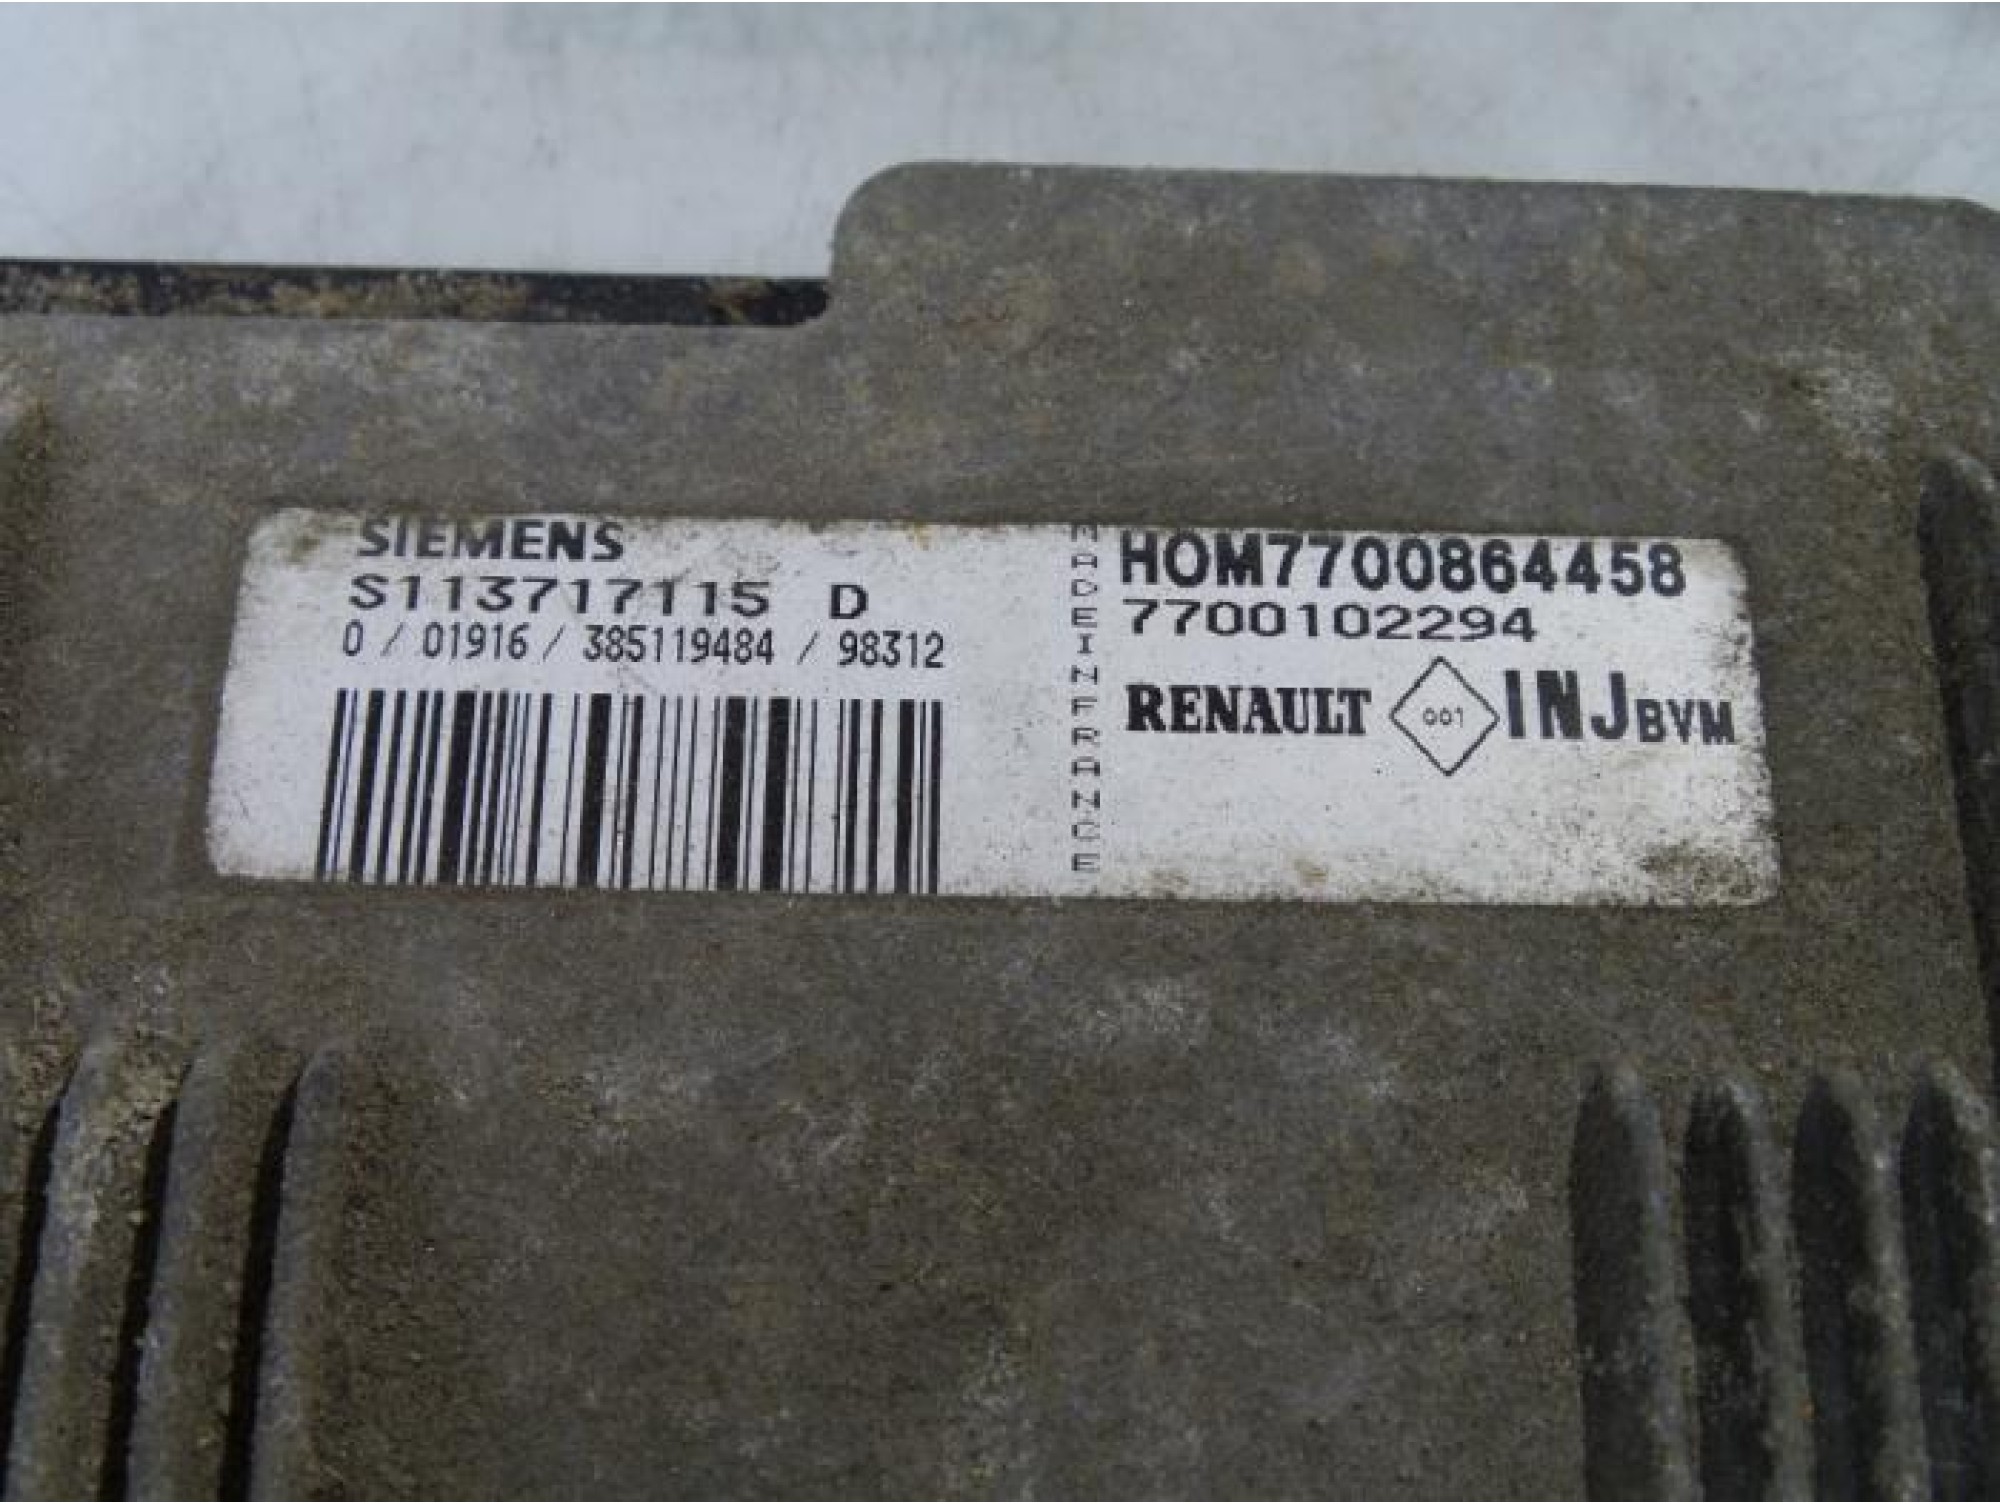 SIEMENS
S113717115 D
0 / 01916 / 385119484 / 98312
MADE IN FRANCE
HOM7700864458
7700102294
RENAULT 001 INJ BVM